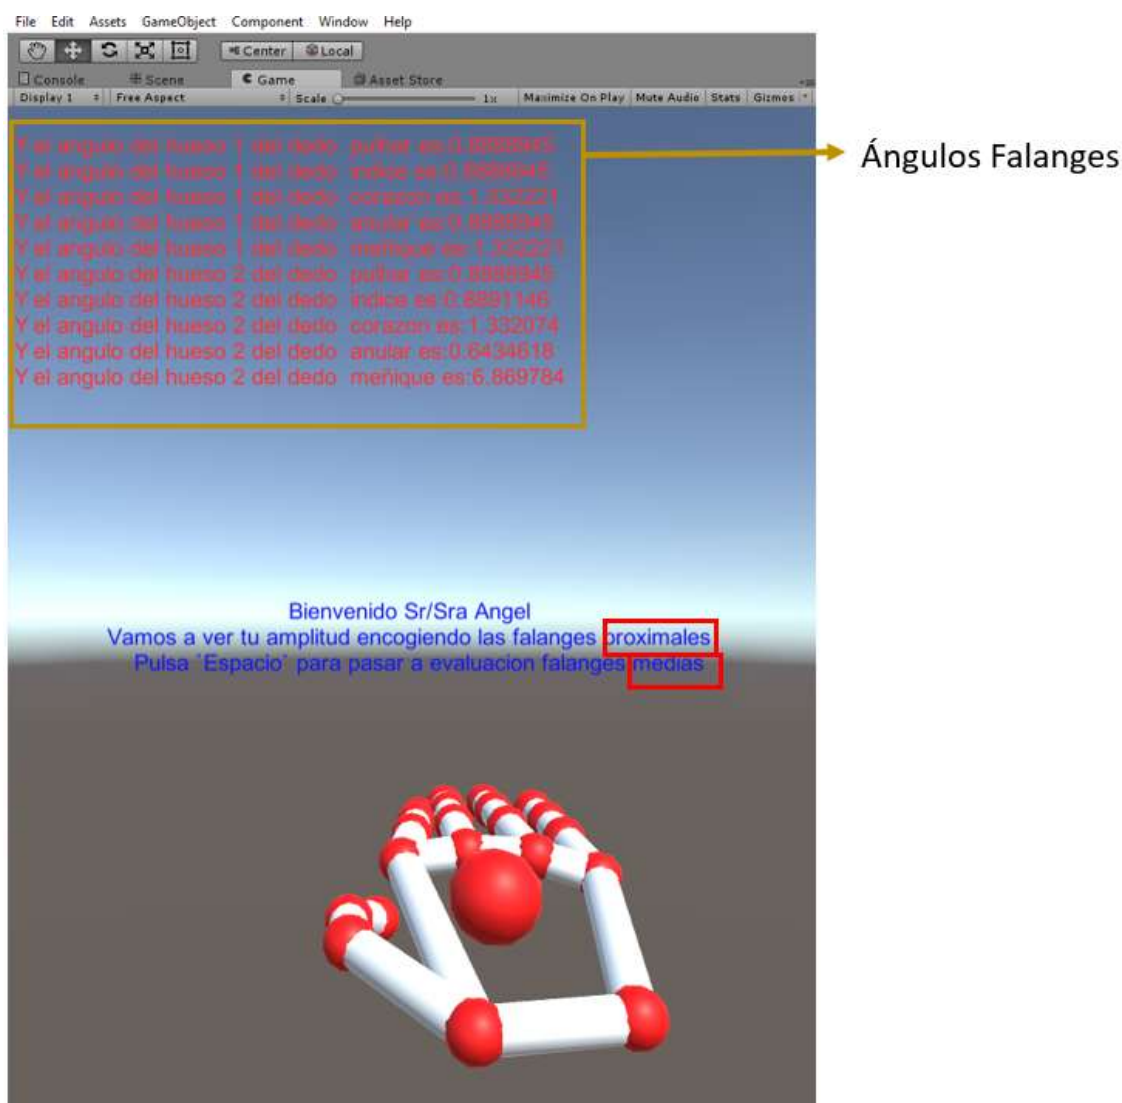 File Edit Assets GameObject Component Window Help
Center Local
Console Scene Game Asset Store
Display 1 Free Aspect Scale 1x Maximize On Play Mute Audio Stats Gizmos
Y el angulo del hueso 1 del dedo pulhar es:0.8888945
Y el angulo del hueso 1 del dedo indice es:0.8888945
Y el angulo del hueso 1 del dedo corazon es:1.332221
Y el angulo del hueso 1 del dedo anular es:0.8888945
Y el angulo del hueso 1 del dedo meñique es:1.332221
Y el angulo del hueso 2 del dedo pulhar es:0.8888945
Y el angulo del hueso 2 del dedo indice es:0.8891146
Y el angulo del hueso 2 del dedo corazon es:1.332074
Y el angulo del hueso 2 del dedo anular es:0.6434618
Y el angulo del hueso 2 del dedo meñique es:6.869784
Ángulos Falanges
Bienvenido Sr/Sra Angel
Vamos a ver tu amplitud encogiendo las falanges proximales
Pulsa ´Espacio´ para pasar a evaluacion falanges medias